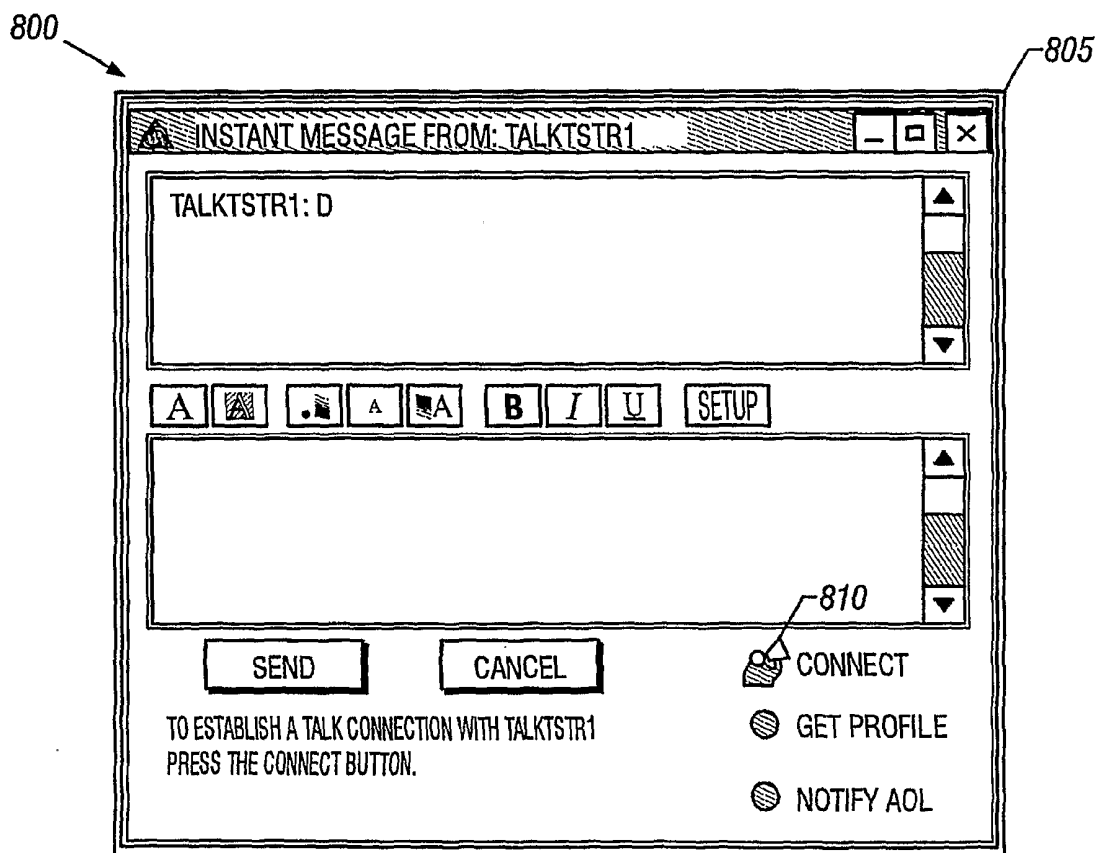 800
805
INSTANT MESSAGE FROM: TALKTSTR1
TALKTSTR1: D
A A A A B I U SETUP
810
SEND CANCEL CONNECT
TO ESTABLISH A TALK CONNECTION WITH TALKTSTR1
PRESS THE CONNECT BUTTON.
GET PROFILE
NOTIFY AOL